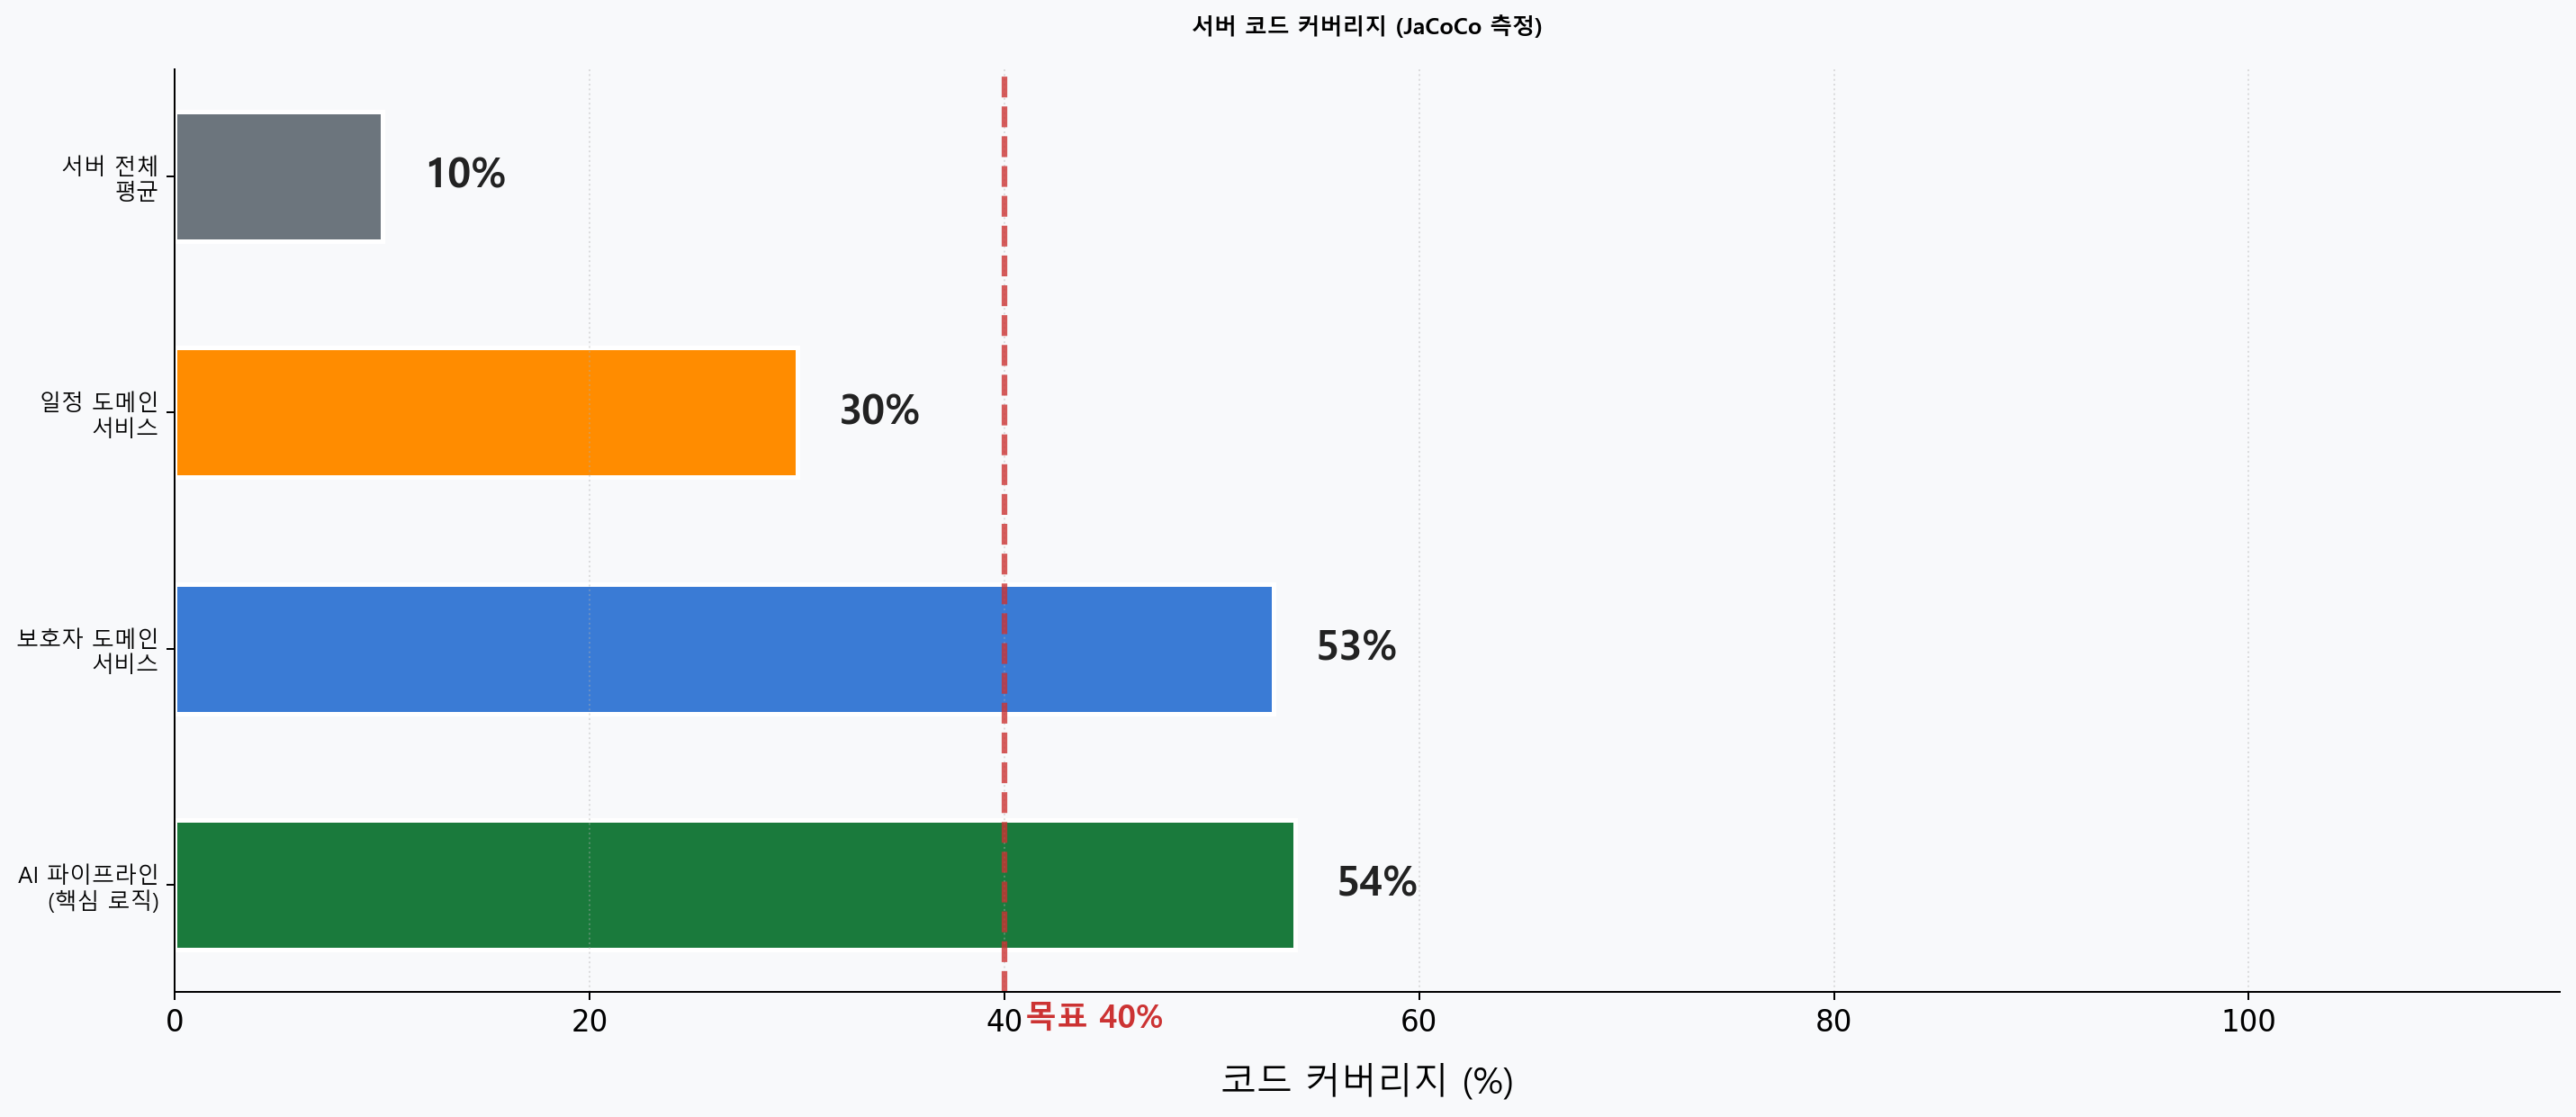 서버 코드 커버리지 (JaCoCo 측정)
서버 전체
평균
10%
일정 도메인
서비스
30%
보호자 도메인
서비스
53%
AI 파이프라인
(핵심 로직)
54%
0 20 40 목표 40% 60 80 100
코드 커버리지 (%)